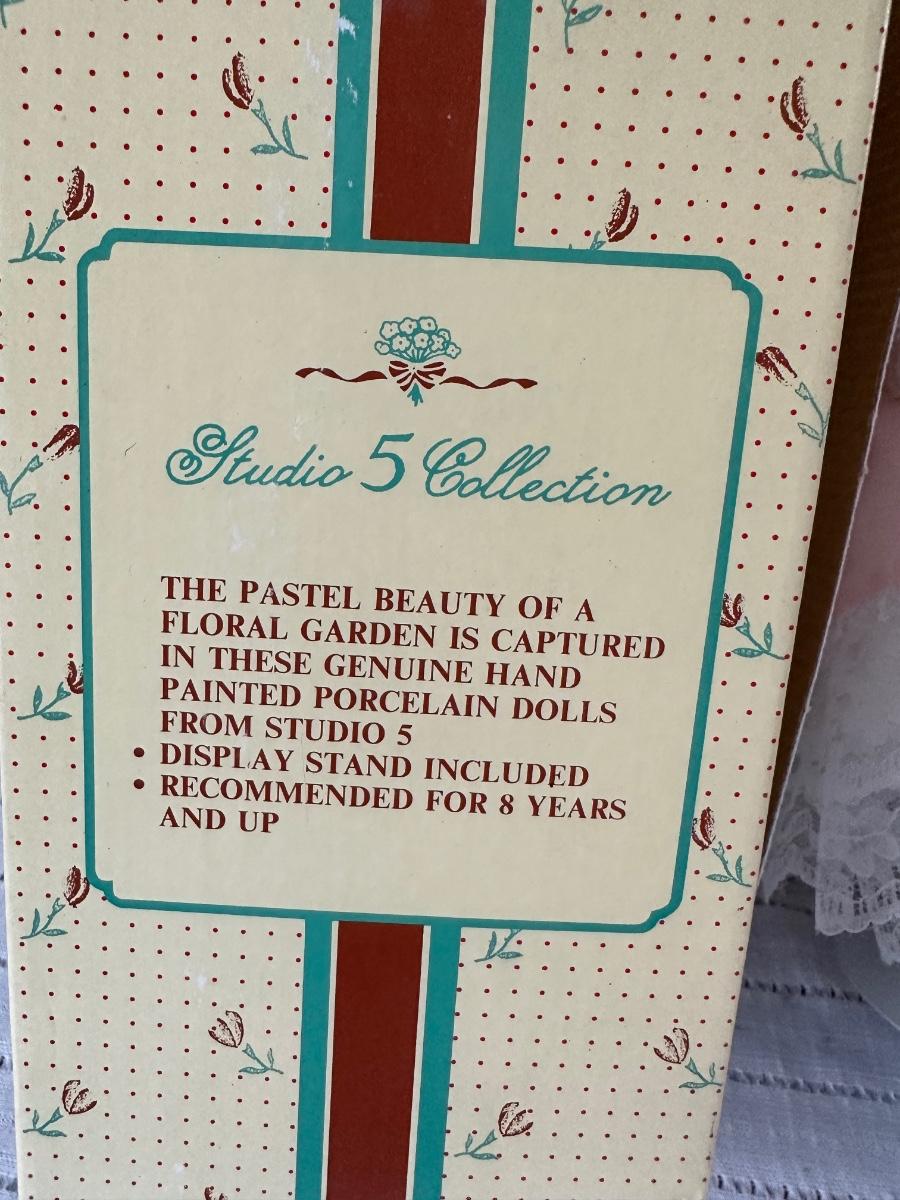 Studio 5 Collection
THE PASTEL BEAUTY OF A
FLORAL GARDEN IS CAPTURED
IN THESE GENUINE HAND
PAINTED PORCELAIN DOLLS
FROM STUDIO 5
• DISPLAY STAND INCLUDED
• RECOMMENDED FOR 8 YEARS
AND UP